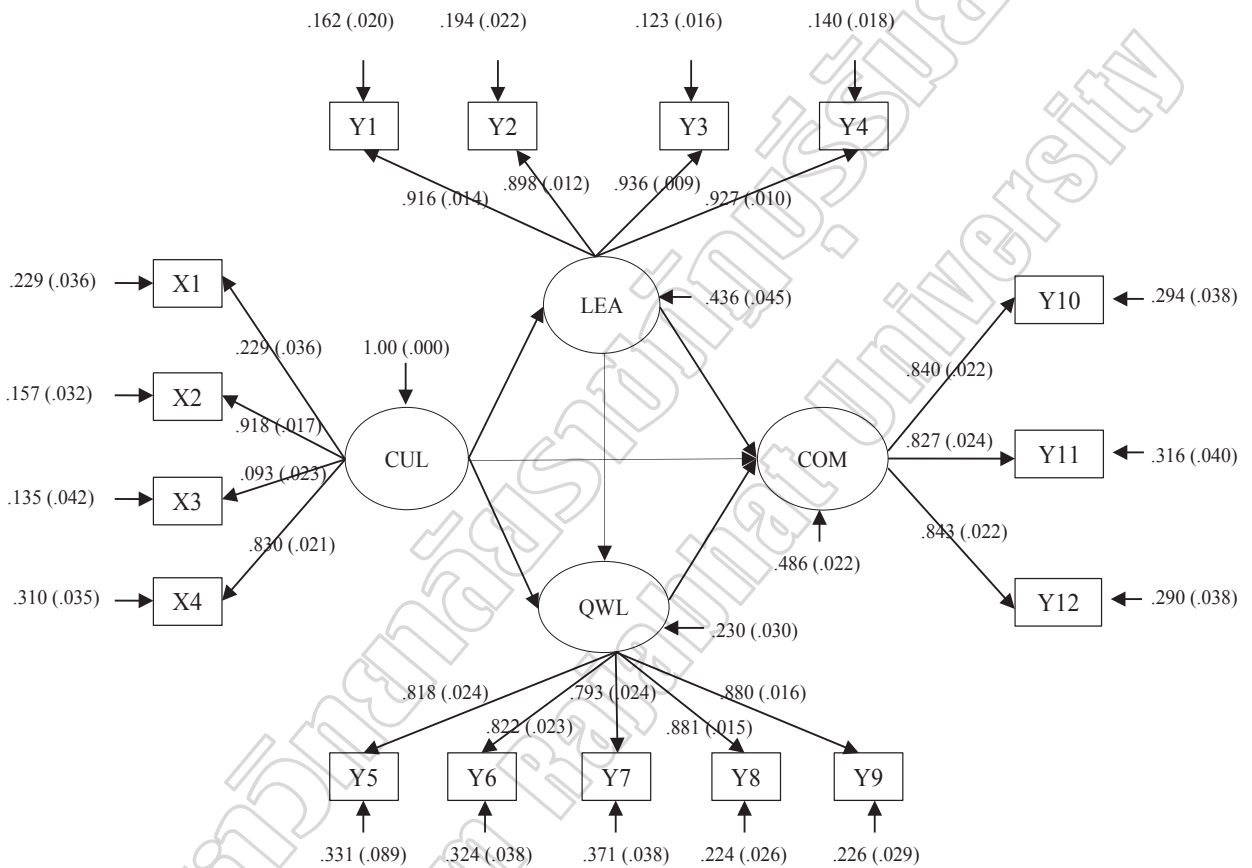 .162 (.020) .194 (.022) .123 (.016) .140 (.018)
Y1 Y2 Y3 Y4
.916 (.014) .898 (.012) .936 (.009) .927 (.010)
.229 (.036) X1
LEA
.436 (.045)
Y10 .294 (.038)
.229 (.036)
1.00 (.000)
.840 (.022)
.157 (.032) X2
.918 (.017)
CUL
COM
.827 (.024)
Y11 .316 (.040)
.093 (.023)
.135 (.042) X3
.830 (.021)
.843 (.022)
.486 (.022)
.310 (.035) X4
QWL
.230 (.030)
Y12 .290 (.038)
.818 (.024) .822 (.023) .793 (.024) .881 (.015) .880 (.016)
Y5 Y6 Y7 Y8 Y9
.331 (.089) .324 (.038) .371 (.038) .224 (.026) .226 (.029)
Rajabhat University